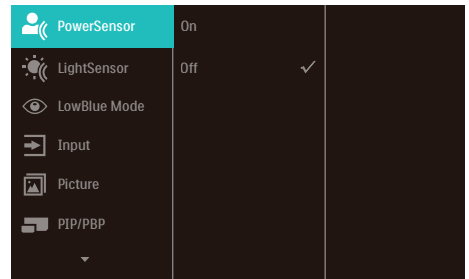 PowerSensor
On
LightSensor
Off
LowBlue Mode
Input
Picture
PIP/PBP